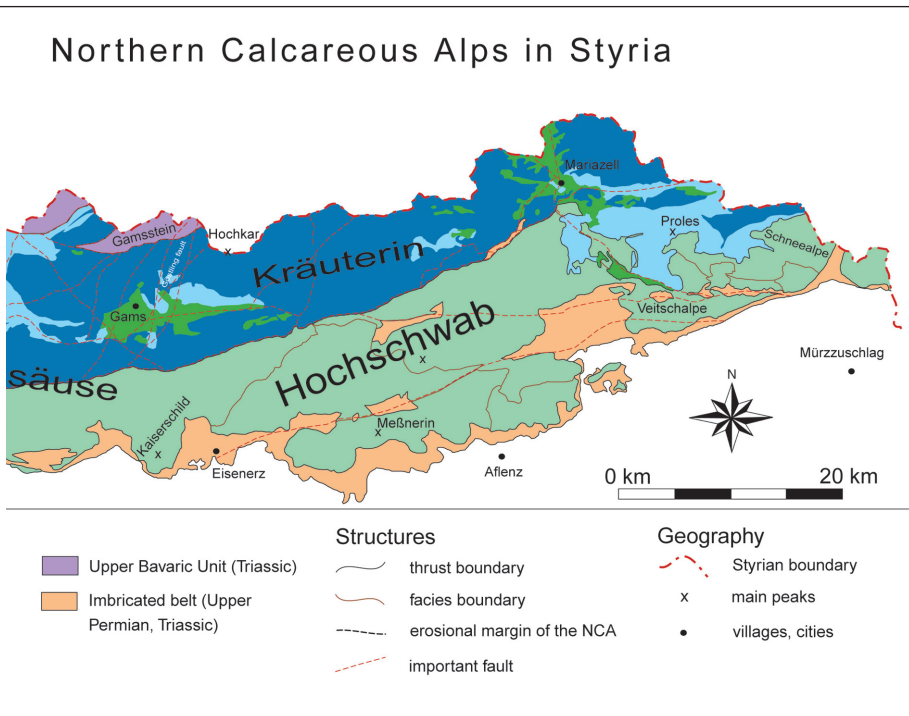 Northern Calcareous Alps in Styria
Mariazell
Gamsstein
Hochkar
Proles
Schneealpe
Kräuterin
Gams
Veitschalpe
Hochschwab
Mürzzuschlag
säuse
N
Kaiserschild
Meßnerin
Eisenerz
Aflenz
0 km
20 km
Upper Bavaric Unit (Triassic)
Imbricated belt (Upper
Permian, Triassic)
Structures
thrust boundary
facies boundary
erosional margin of the NCA
important fault
Geography
Styrian boundary
x main peaks
villages, cities